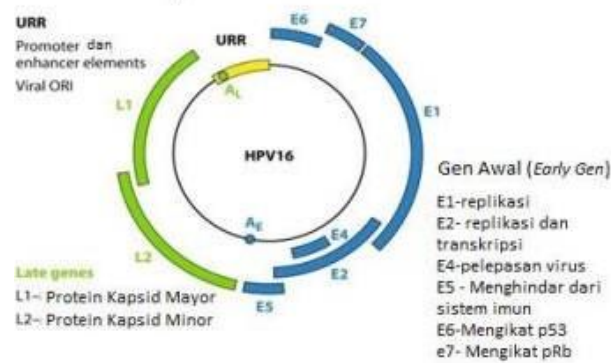 URR
Promoter dan
enhancer elements
Viral ORI
URR
E6
E7
A_L
L1
E1
HPV16
A_E
E4
L2
E2
E5
Late genes
L1-: Protein Kapsid Mayor
L2-: Protein Kapsid Minor
Gen Awal (Early Gen)
E1-replikasi
E2- replikasi dan
transkripsi
E4-pelepasan virus
E5 - Menghindar dari
sistem imun
E6-Mengikat p53
e7- Mengikat pRb